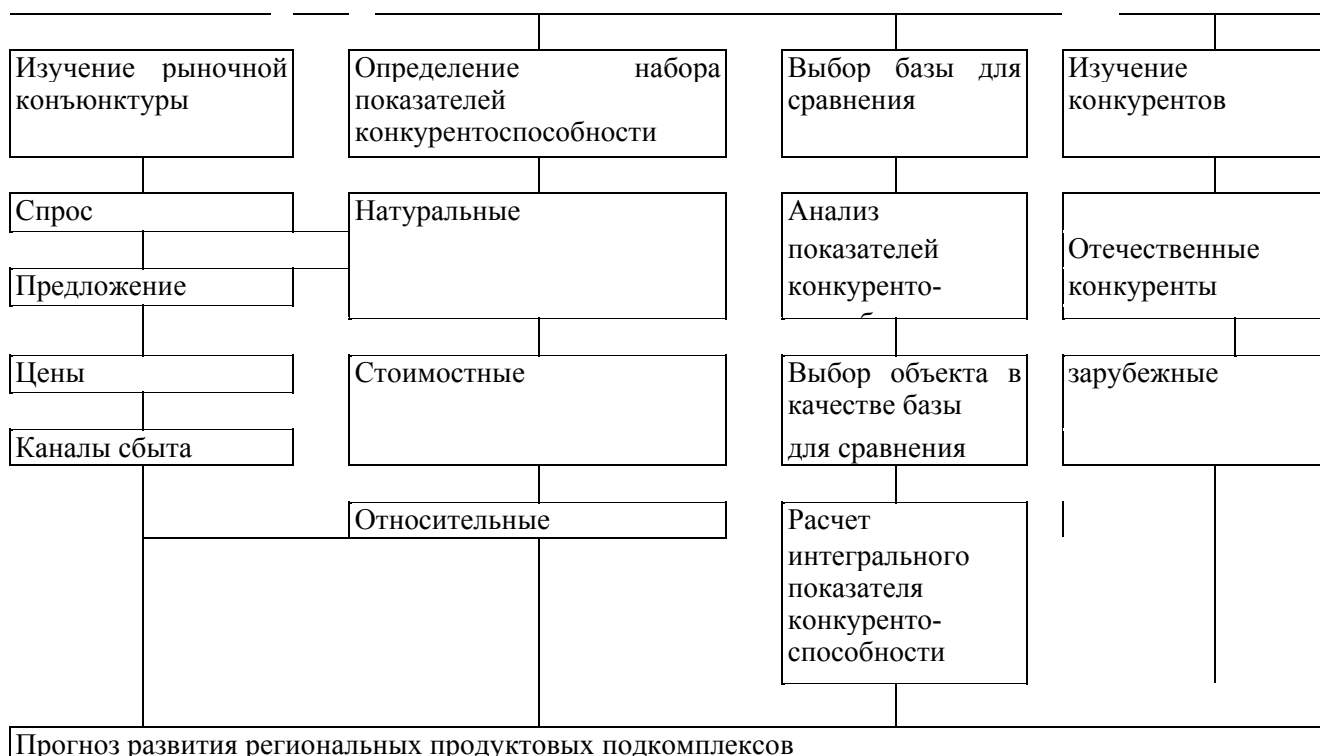 Изучение рыночной
конъюнктуры
Определение набора
показателей
конкурентоспособности
Выбор базы для
сравнения
Изучение
конкурентов
Спрос
Предложение
Цены
Каналы сбыта
Натуральные
Стоимостные
Относительные
Анализ
показателей
конкуренто-
Выбор объекта в
качестве базы
для сравнения
Расчет
интегрального
показателя
конкуренто-
способности
Отечественные
конкуренты
зарубежные
Прогноз развития региональных продуктовых подкомплексов